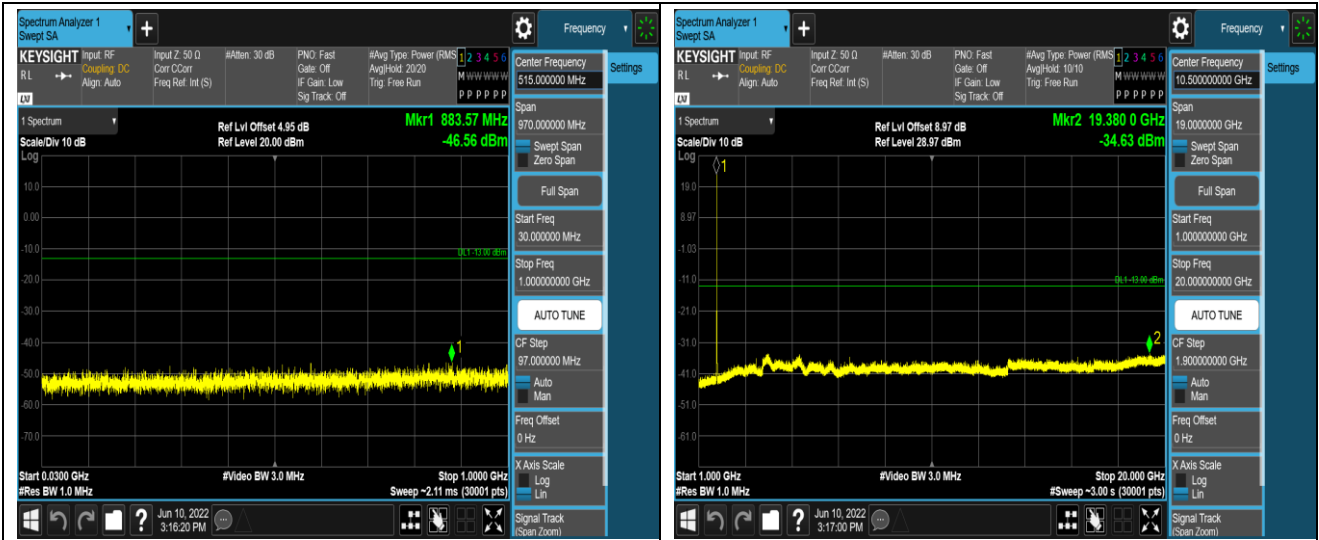 Spectrum Analyzer 1
Swept SA
+
Frequency
KEYSIGHT
Input: RF
Coupling: DC
Align: Auto
Input Z: 50 Ω
Corr CCorr
Freq Ref: Int (S)
#Atten: 30 dB
PNO: Fast
Gate: Off
IF Gain: Low
Sig Track: Off
#Avg Type: Power (RMS
Avg|Hold: 20/20
Trig: Free Run
1 2 3 4 5 6
M W W W W W
P P P P P P
RL
LXI
Center Frequency
515.000000 MHz
Settings
Span
970.000000 MHz
Swept Span
Zero Span
Full Span
Start Freq
30.000000 MHz
Stop Freq
1.000000000 GHz
AUTO TUNE
CF Step
97.000000 MHz
Auto
Man
Freq Offset
0 Hz
X Axis Scale
Log
Lin
Signal Track
(Span Zoom)
1 Spectrum
Scale/Div 10 dB
Log
Ref Lvl Offset 4.95 dB
Ref Level 20.00 dBm
Mkr1 883.57 MHz
-46.56 dBm
10.0
0.00
-10.0
DL1 -13.00 dBm
-20.0
-30.0
-40.0
1
-50.0
-60.0
-70.0
Start 0.0300 GHz
#Res BW 1.0 MHz
#Video BW 3.0 MHz
Stop 1.0000 GHz
Sweep ~2.11 ms (30001 pts)
?
Jun 10, 2022
3:16:20 PM
Spectrum Analyzer 1
Swept SA
+
Frequency
KEYSIGHT
Input: RF
Coupling: DC
Align: Auto
Input Z: 50 Ω
Corr CCorr
Freq Ref: Int (S)
#Atten: 30 dB
PNO: Fast
Gate: Off
IF Gain: Low
Sig Track: Off
#Avg Type: Power (RMS
Avg|Hold: 10/10
Trig: Free Run
1 2 3 4 5 6
M W W W W W
P P P P P P
RL
LXI
Center Frequency
10.500000000 GHz
Settings
Span
19.0000000 GHz
Swept Span
Zero Span
Full Span
Start Freq
1.000000000 GHz
Stop Freq
20.000000000 GHz
AUTO TUNE
CF Step
1.900000000 GHz
Auto
Man
Freq Offset
0 Hz
X Axis Scale
Log
Lin
Signal Track
(Span Zoom)
1 Spectrum
Scale/Div 10 dB
Log
Ref Lvl Offset 8.97 dB
Ref Level 28.97 dBm
Mkr2 19.380 0 GHz
-34.63 dBm
1
19.0
8.97
-1.03
-11.0
DL1 -13.00 dBm
-21.0
-31.0
2
-41.0
-51.0
-61.0
Start 1.000 GHz
#Res BW 1.0 MHz
#Video BW 3.0 MHz
Stop 20.000 GHz
#Sweep ~3.00 s (30001 pts)
?
Jun 10, 2022
3:17:00 PM